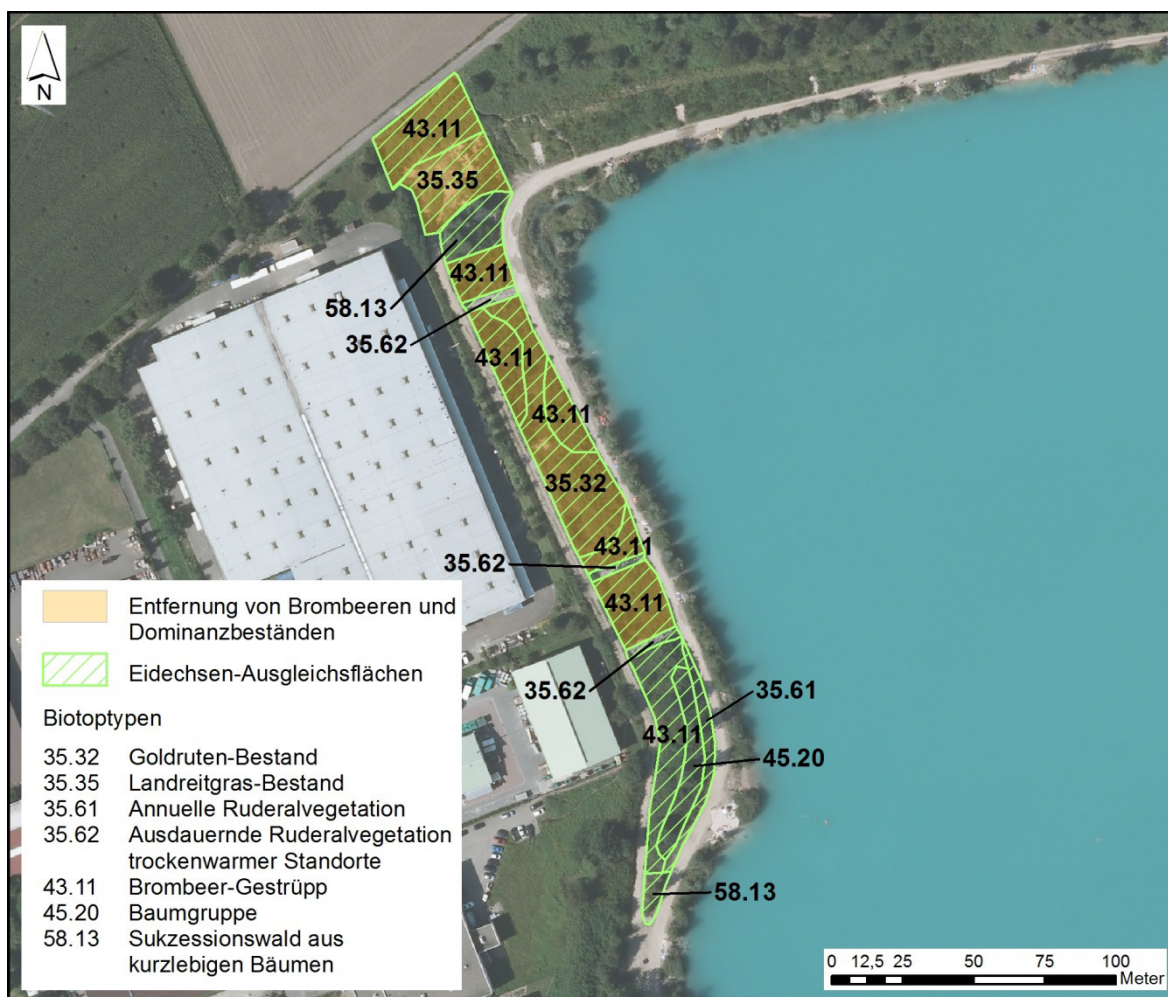 N
43.11
35.35
43.11
58.13
35.62
43.11
43.11
35.32
43.11
35.62
43.11
35.62
35.61
43.11
45.20
58.13
Entfernung von Brombeeren und
Dominanzbeständen
Eidechsen-Ausgleichsflächen
Biotoptypen
35.32 Goldruten-Bestand
35.35 Landreitgras-Bestand
35.61 Annuelle Ruderalvegetation
35.62 Ausdauernde Ruderalvegetation
trockenwarmer Standorte
43.11 Brombeer-Gestrüpp
45.20 Baumgruppe
58.13 Sukzessionswald aus
kurzlebigen Bäumen
0 12,5 25 50 75 100
Meter